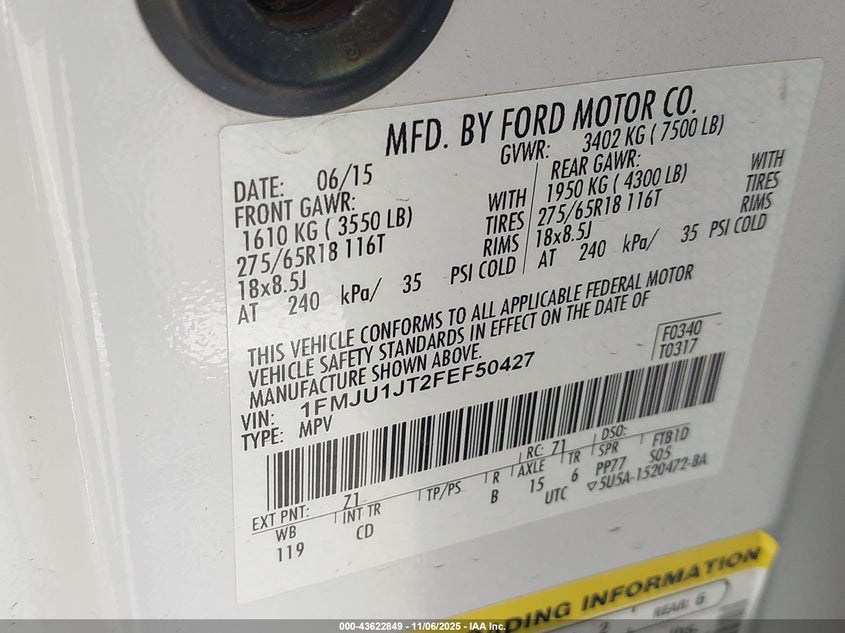 MFD. BY FORD MOTOR CO.
DATE: 06/15
GVWR: 3402 KG ( 7500 LB)
FRONT GAWR:
1610 KG ( 3550 LB)
WITH
275/65R18 116T
TIRES
18x8.5J
RIMS
AT 240 kPa/ 35 PSI COLD
REAR GAWR:
1950 KG ( 4300 LB)
WITH
275/65R18 116T
TIRES
18x8.5J
RIMS
AT 240 kPa/ 35 PSI COLD
THIS VEHICLE CONFORMS TO ALL APPLICABLE FEDERAL MOTOR
VEHICLE SAFETY STANDARDS IN EFFECT ON THE DATE OF
MANUFACTURE SHOWN ABOVE.
F0340
T0317
VIN: 1FMJU1JT2FEF50427
TYPE: MPV
EXT PNT: Z1
RC: 71
DSO:
WB
INT TR
TP/PS
R
AXLE
TR
SPR
FTB1D
119
CD
B
15
6
PP77
S05
UTC
5U5A-1520472-BA
DING INFORMATION
2
REAR: 6
000-43622849 - 11/06/2025 - IAA Inc.